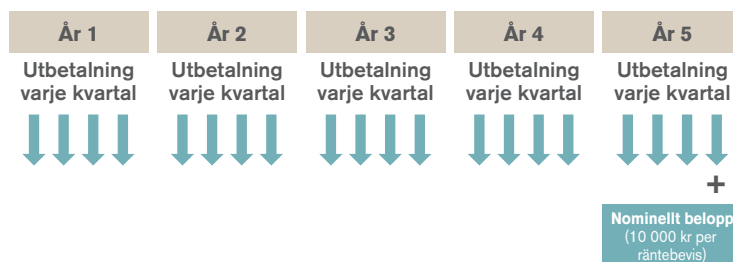 År 1
År 2
År 3
År 4
År 5
Utbetalning
varje kvartal
Utbetalning
varje kvartal
Utbetalning
varje kvartal
Utbetalning
varje kvartal
Utbetalning
varje kvartal
+
Nominellt belopp
(10 000 kr per
räntebevis)